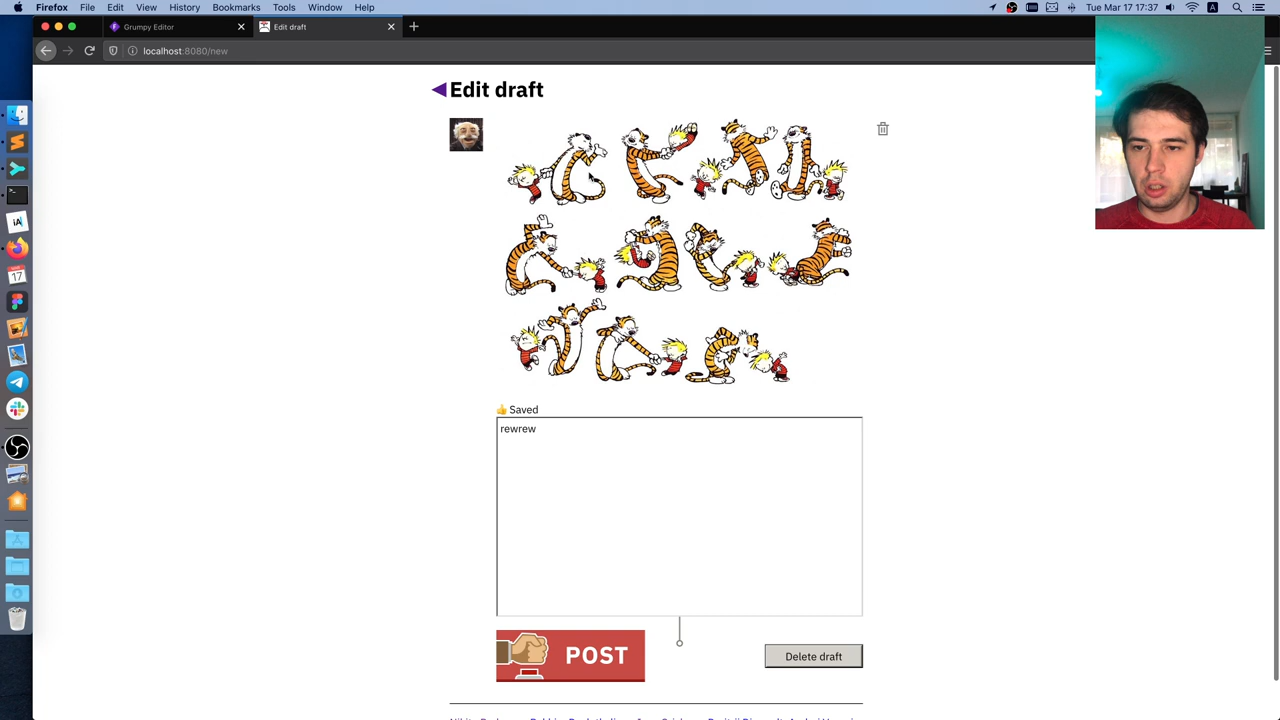 Firefox File Edit View History Bookmarks Tools Window Help
A Tue Mar 17 17:37
Grumpy Editor
Edit draft
localhost:8080/new
Edit draft
Saved
rewrew
POST
Delete draft